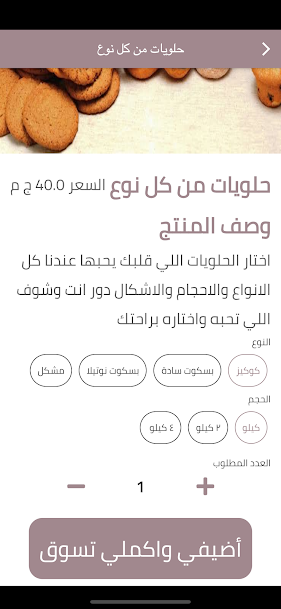 حلويات من كل نوع
حلويات من كل نوع السعر 40.0 ج م
وصف المنتج
اختار الحلويات اللي قلبك يحبها عندنا كل
الانواع والاحجام والاشكال دور انت وشوف
اللي تحبه واختاره براحتك
النوع
كوكيز بسكوت سادة بسكوت نوتيلا مشكل
الحجم
كيلو ٢ كيلو ٤ كيلو
العدد المطلوب
+ 1 −
أضيفي واكملي تسوق